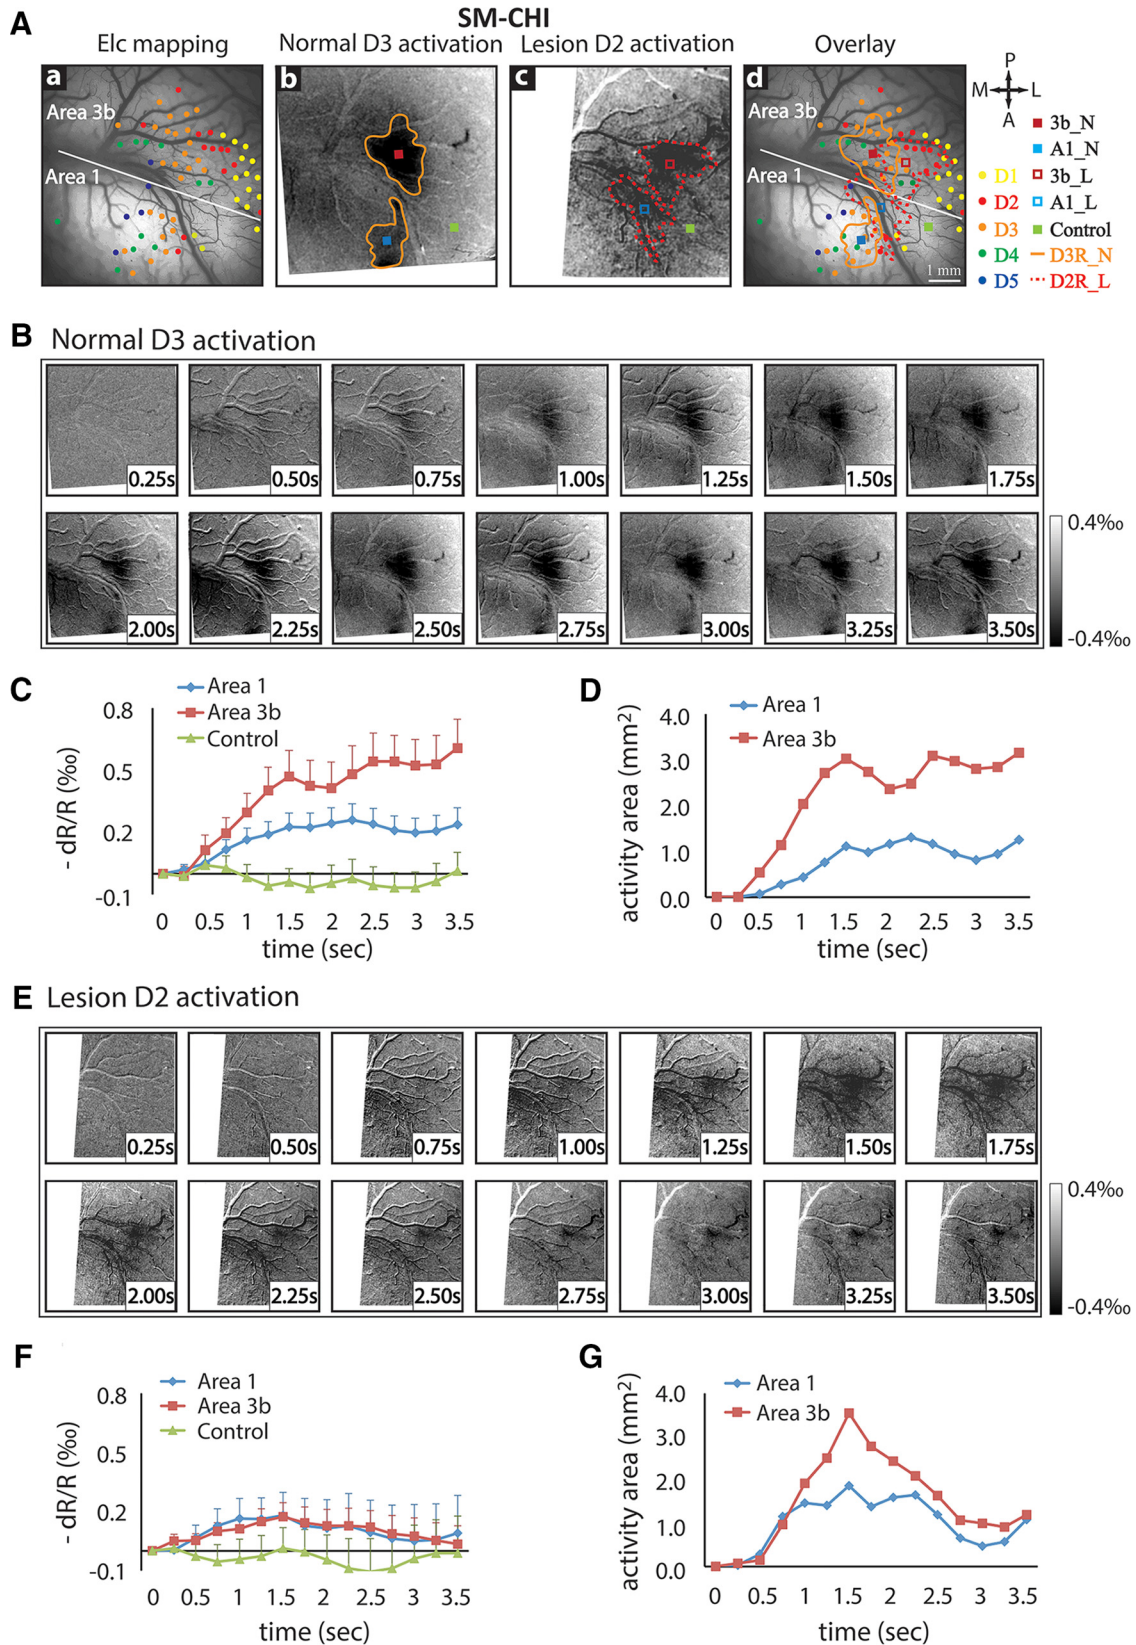 SM-CHI
A
Elc mapping Normal D3 activation Lesion D2 activation Overlay
a b c d
Area 3b Area 3b
Area 1 Area 1
P
M L
A
3b_N
A1_N
D1 3b_L
D2 A1_L
D3 Control
D4 D3R_N
D5 D2R_L
1 mm
B Normal D3 activation
0.25s 0.50s 0.75s 1.00s 1.25s 1.50s 1.75s
2.00s 2.25s 2.50s 2.75s 3.00s 3.25s 3.50s
0.4‰
-0.4‰
C
Area 1
Area 3b
Control
0.8
0.5
0.2
-0.1
- dR/R (‰)
0 0.5 1 1.5 2 2.5 3 3.5
time (sec)
D
Area 1
Area 3b
4.0
3.0
2.0
1.0
0.0
activity area (mm²)
0 0.5 1 1.5 2 2.5 3 3.5
time (sec)
E Lesion D2 activation
0.25s 0.50s 0.75s 1.00s 1.25s 1.50s 1.75s
2.00s 2.25s 2.50s 2.75s 3.00s 3.25s 3.50s
0.4‰
-0.4‰
F
Area 1
Area 3b
Control
0.8
0.5
0.2
-0.1
- dR/R (‰)
0 0.5 1 1.5 2 2.5 3 3.5
time (sec)
G
Area 1
Area 3b
4.0
3.0
2.0
1.0
0.0
activity area (mm²)
0 0.5 1 1.5 2 2.5 3 3.5
time (sec)